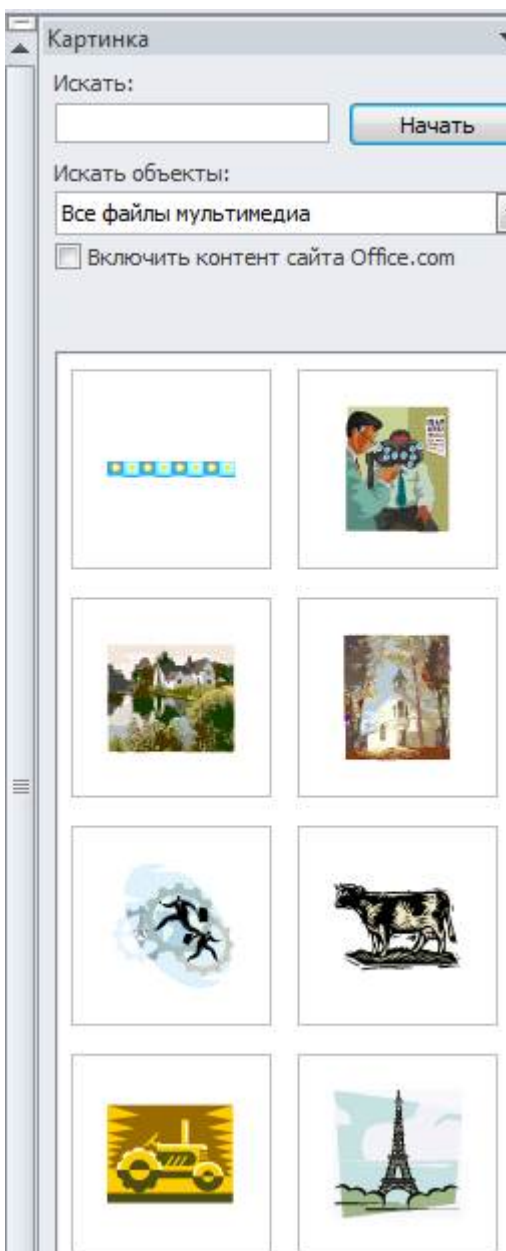 Картинка
Искать:
Начать
Искать объекты:
Все файлы мультимедиа
Включить контент сайта Office.com